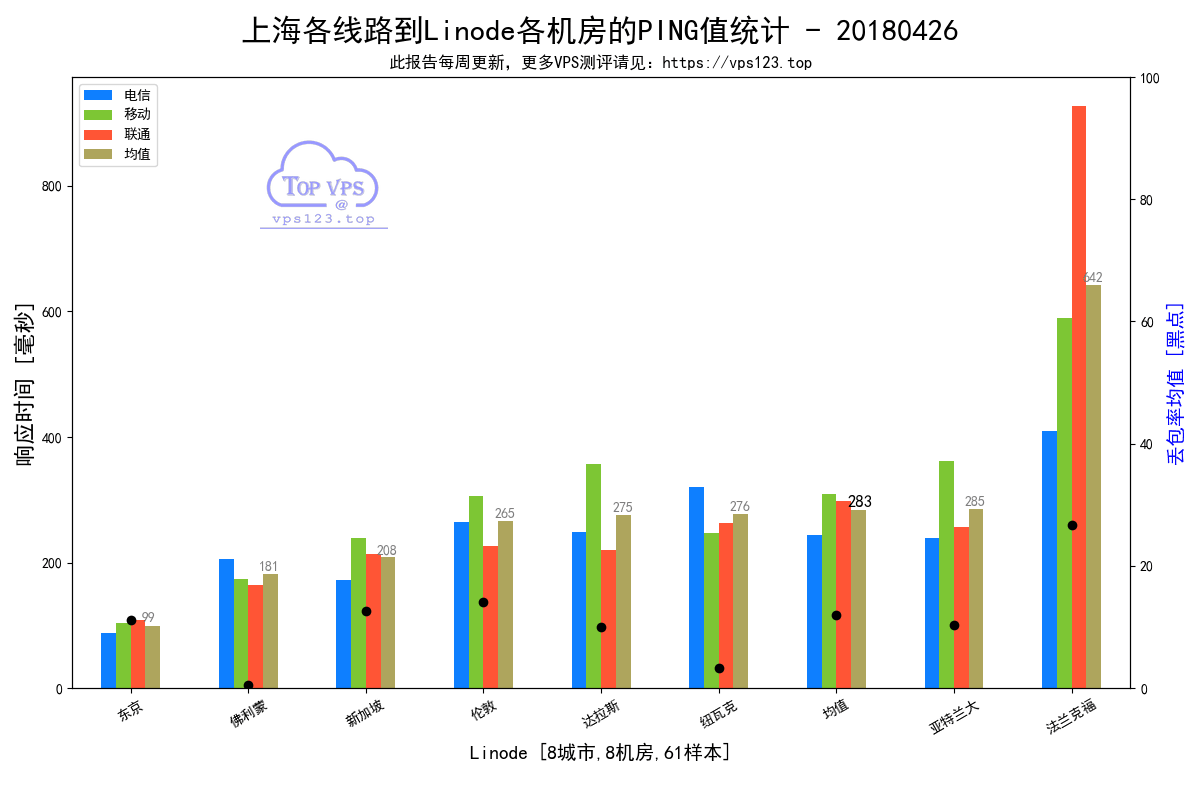 上海各线路到Linode各机房的PING值统计 - 20180426
此报告每周更新，更多VPS测评请见：https://vps123.top
电信
移动
联通
均值
TOP VPS
@
vps123.top
响应时间 [毫秒]
800
600
400
200
0
100
80
60
40
20
0
丢包率均值 [黑点]
99
181
208
265
275
276
283
285
642
东京
佛利蒙
新加坡
伦敦
达拉斯
纽瓦克
均值
亚特兰大
法兰克福
Linode [8城市,8机房,61样本]